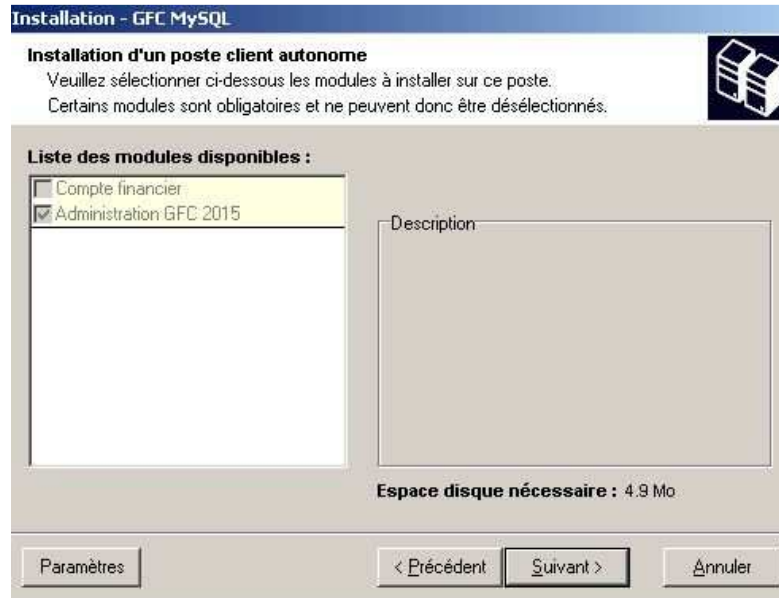 Installation - GFC MySQL
Installation d'un poste client autonome
Veuillez sélectionner ci-dessous les modules à installer sur ce poste.
Certains modules sont obligatoires et ne peuvent donc être désélectionnés.
Liste des modules disponibles :
Compte financier
Administration GFC 2015
Description
Espace disque nécessaire : 4.9 Mo
Paramètres
< Précédent
Suivant >
Annuler